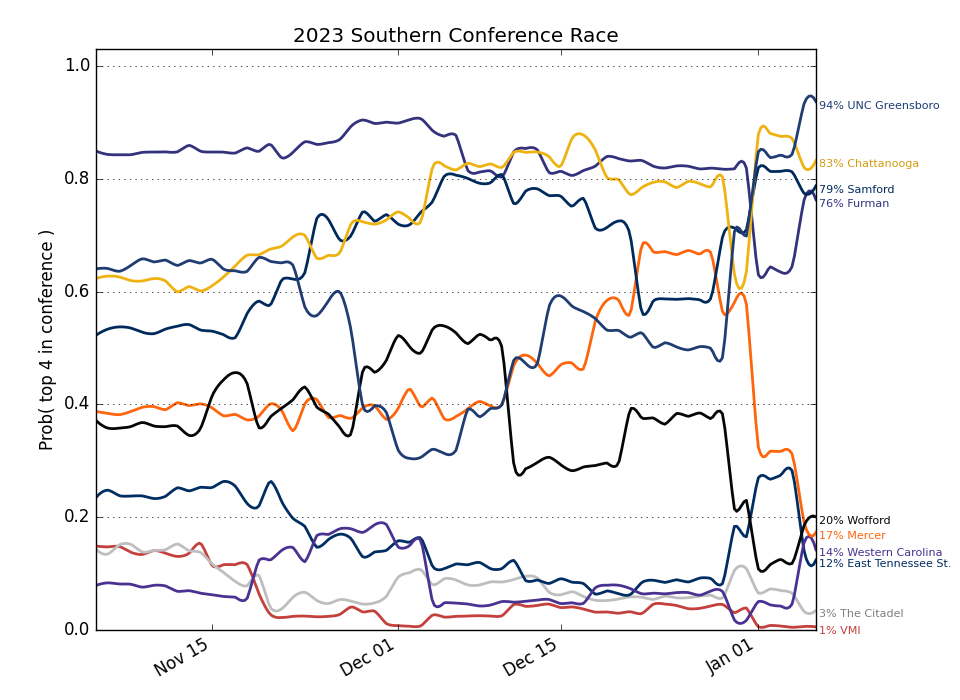 2023 Southern Conference Race
1.0
0.8
0.6
0.4
0.2
0.0
Prob( top 4 in conference )
Nov 15
Dec 01
Dec 15
Jan 01
94% UNC Greensboro
83% Chattanooga
79% Samford
76% Furman
20% Wofford
17% Mercer
14% Western Carolina
12% East Tennessee St.
3% The Citadel
1% VMI